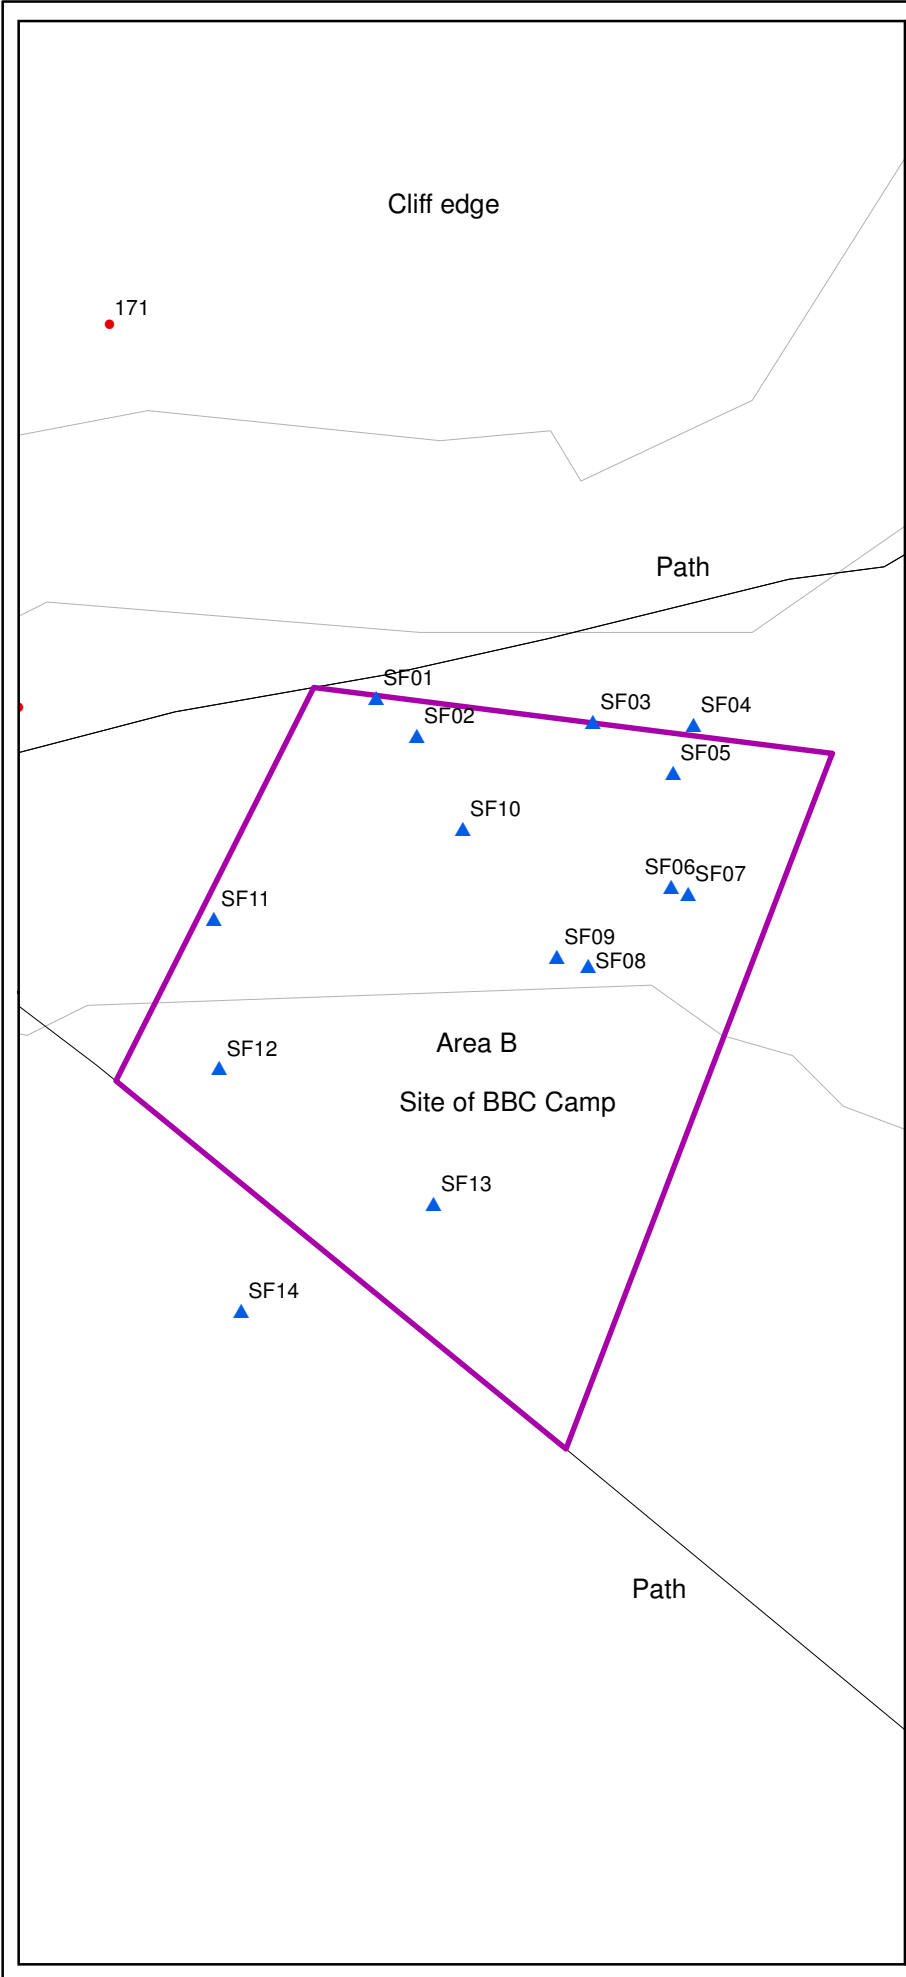 Cliff edge
171
Path
SF01
SF03
SF04
SF02
SF05
SF10
SF06
SF07
SF11
SF09
SF08
Area B
SF12
Site of BBC Camp
SF13
SF14
Path